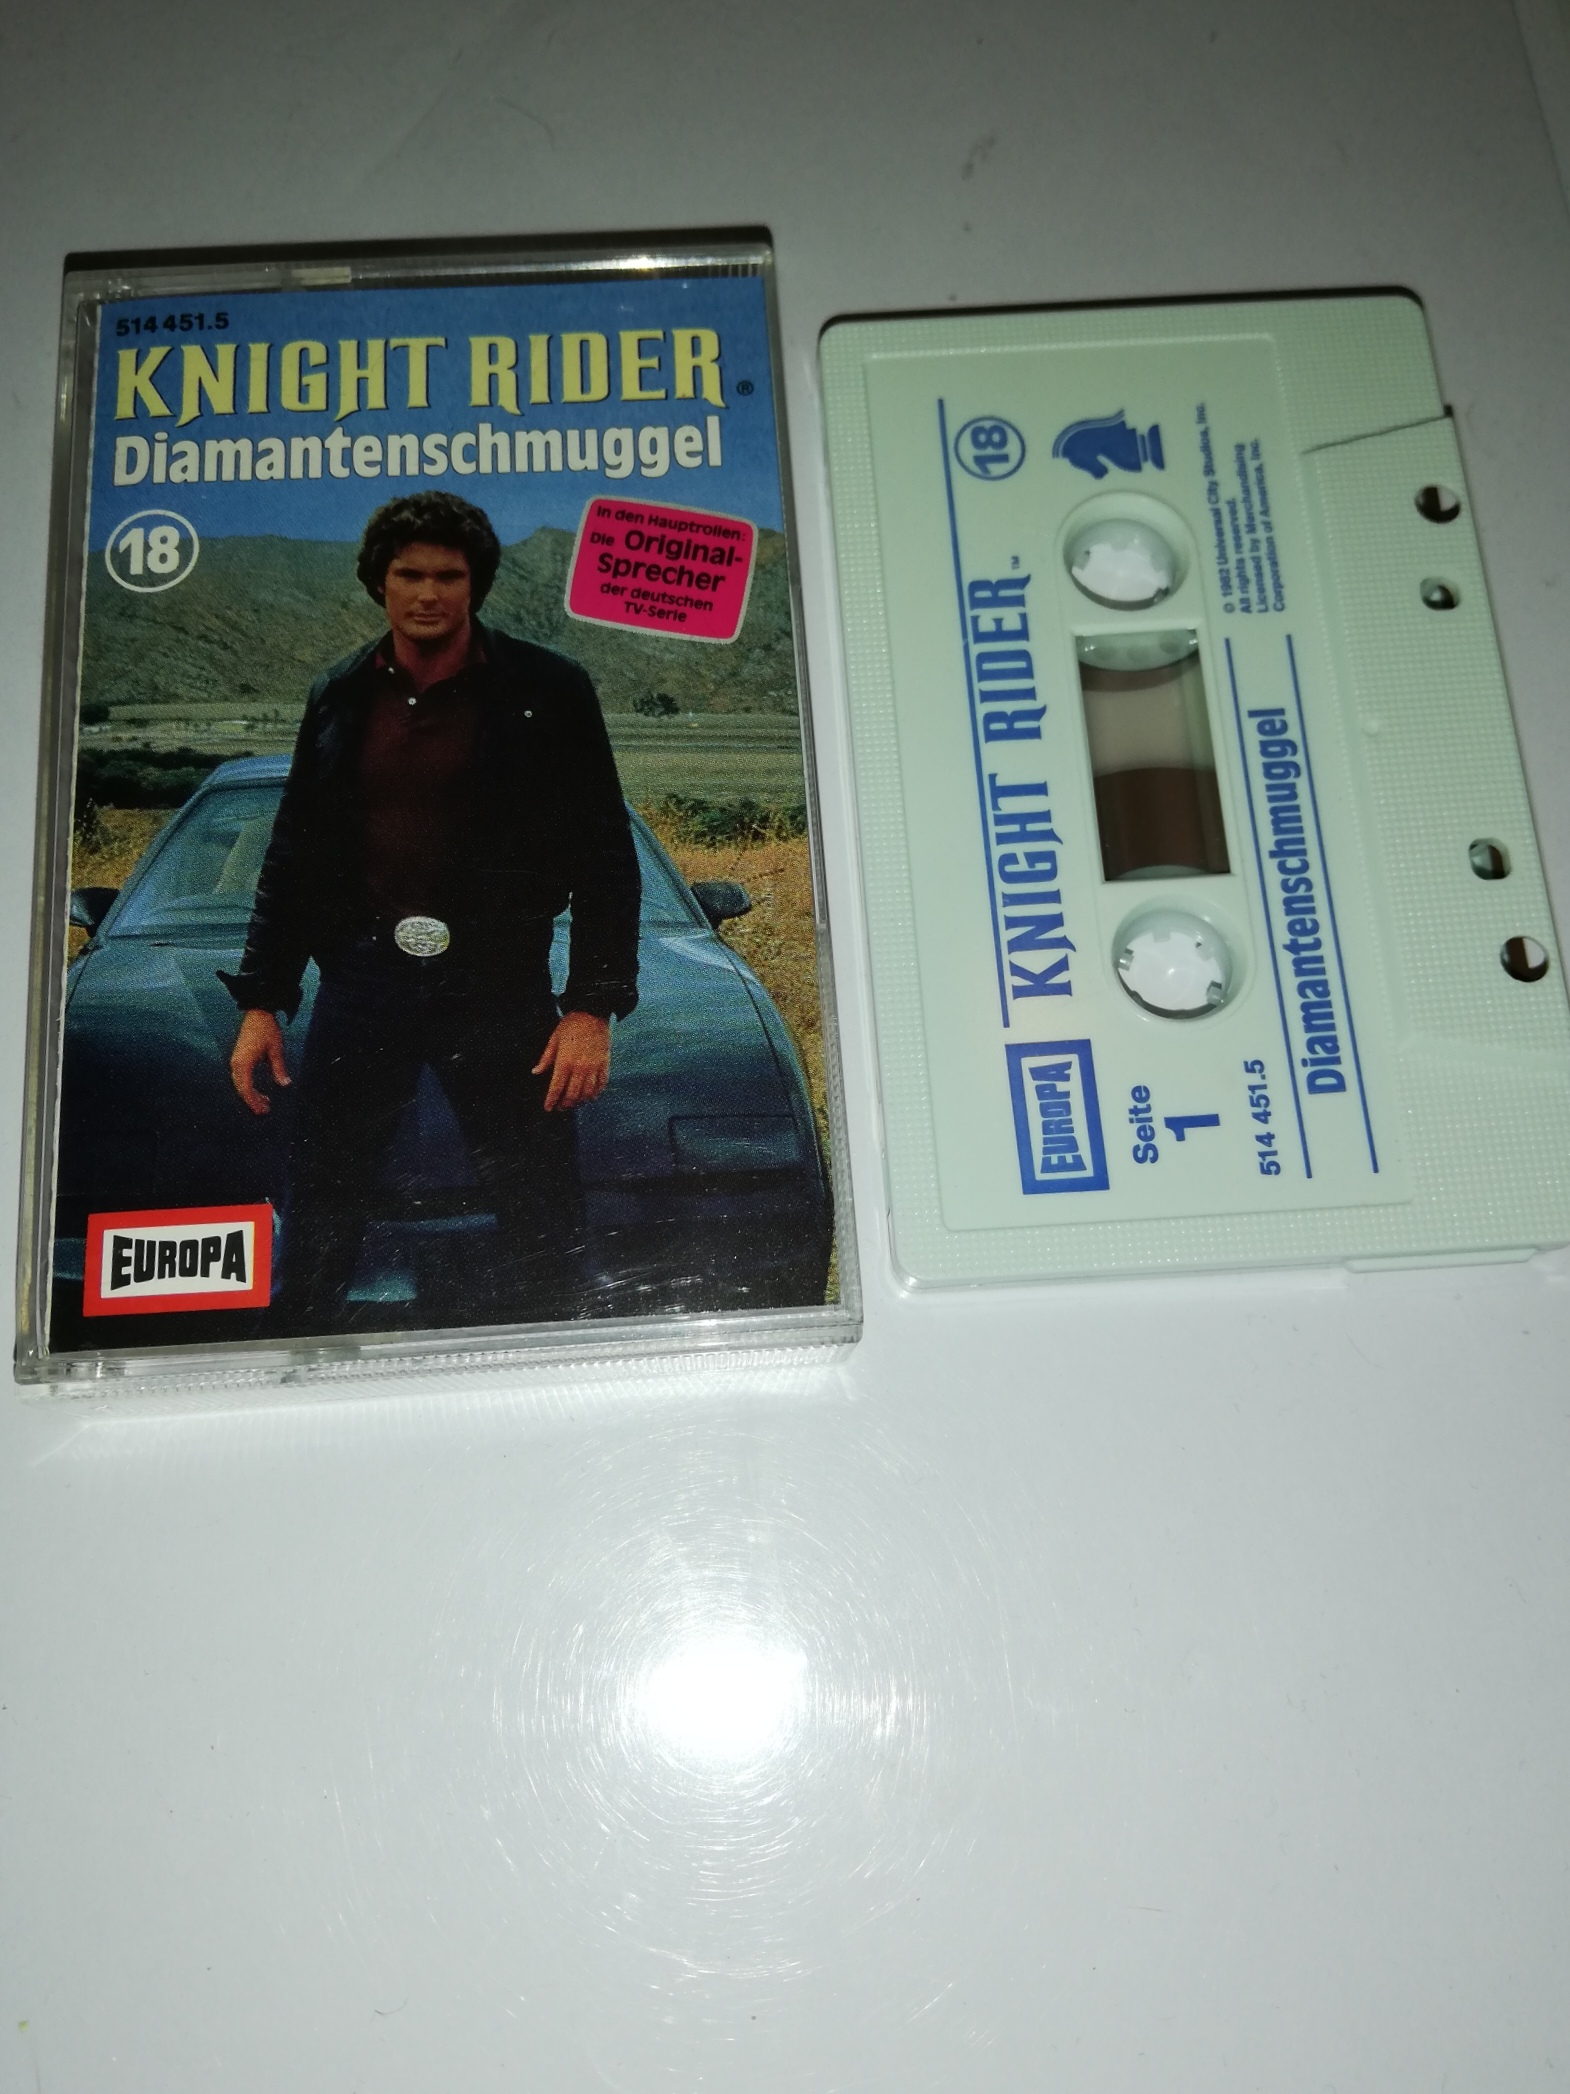 514 451.5
KNIGHT RIDER®
Diamantenschmuggel
18
In den Hauptrollen:
Die Original-
Sprecher
der deutschen
TV-Serie
EUROPA
EUROPA
KNIGHT RIDER™
18
Seite
1
514 451.5
© 1982 Universal City Studios, Inc.
All rights reserved.
Licensed by Merchandising
Corporation of America, Inc.
Diamantenschmuggel